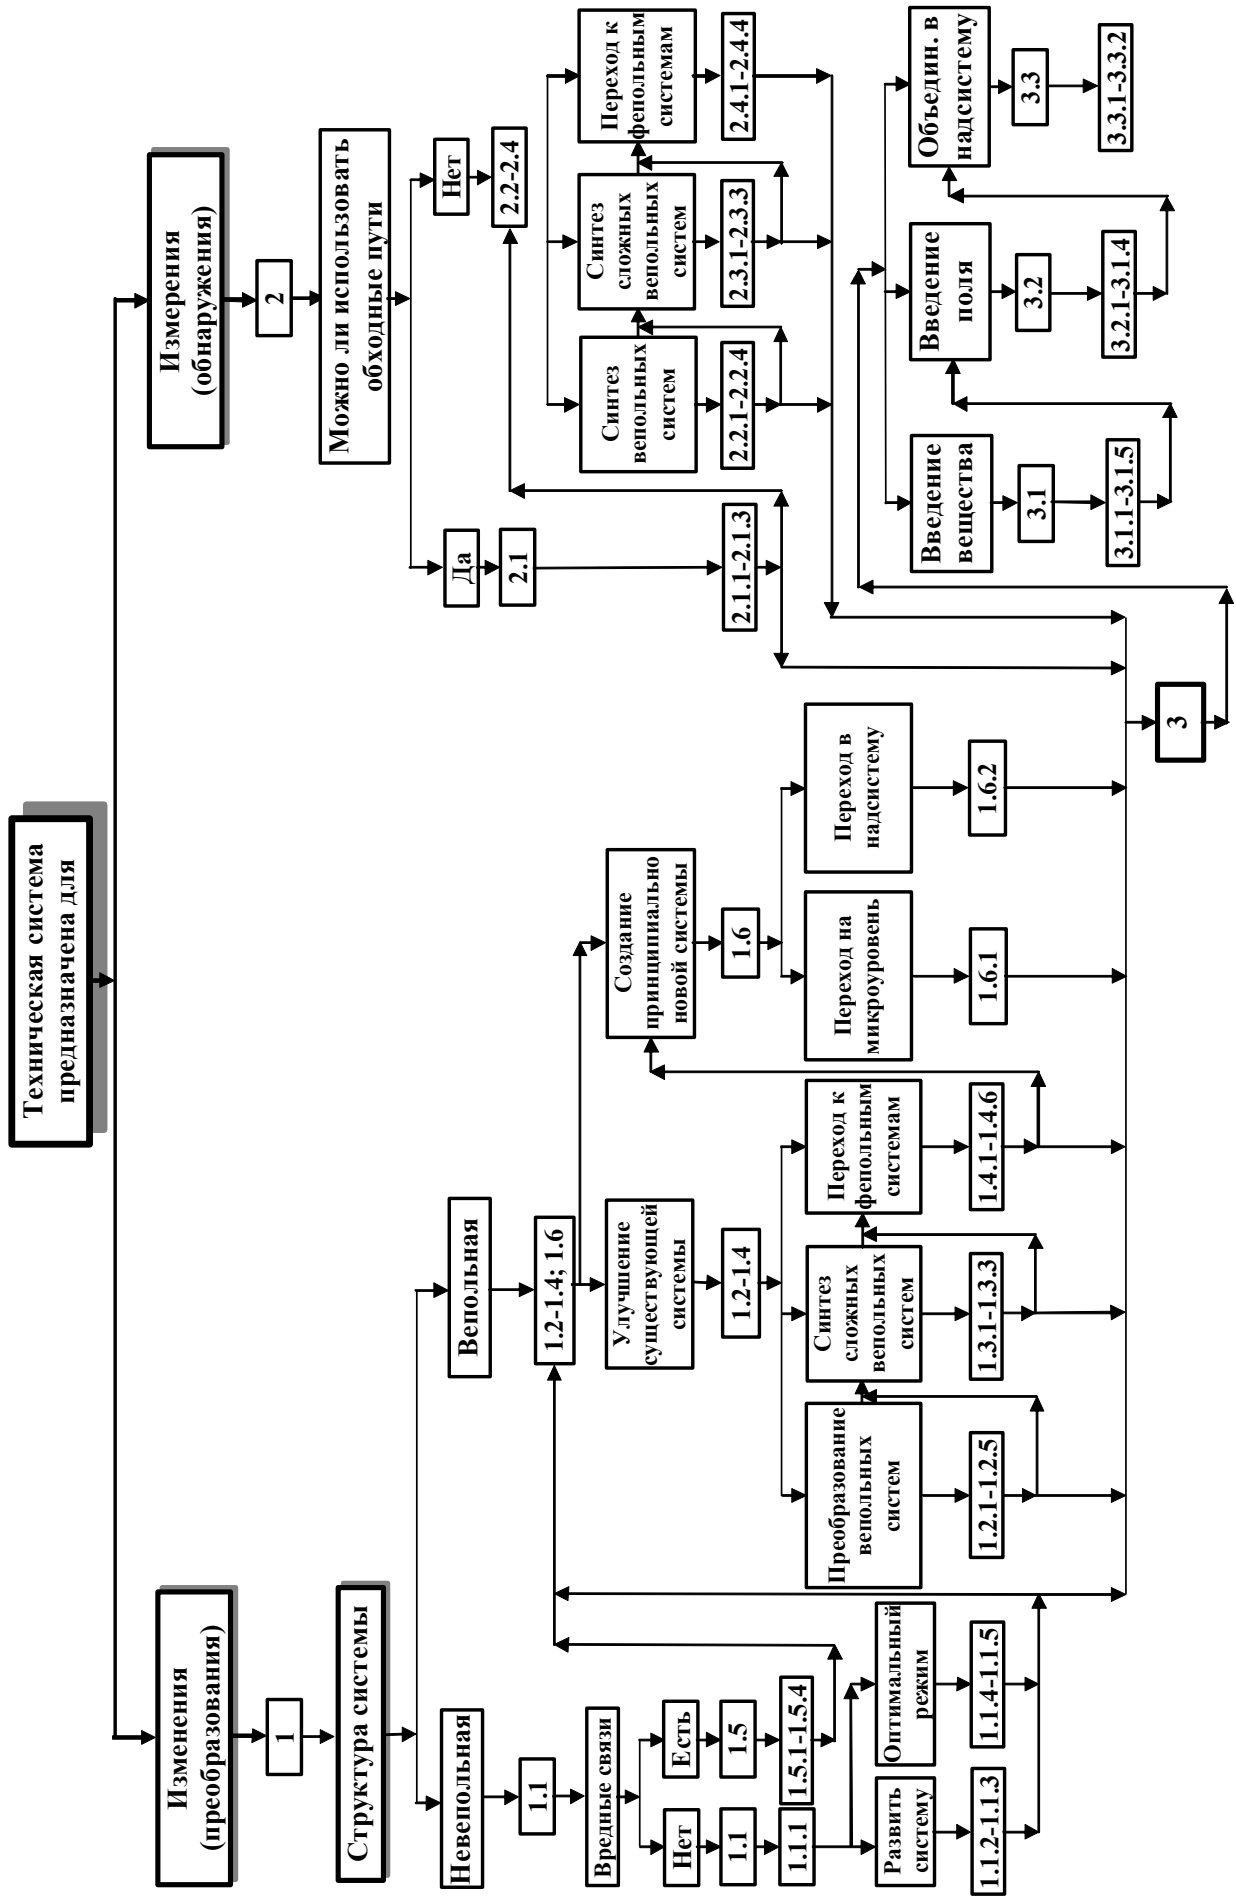 Техническая система
предназначена для
Изменения
(преобразования)
1
Структура системы
Невепольная
1.1
Вредные связи
Нет
1.1
1.1.1
Развить
систему
1.1.2-1.1.3
Оптимальный
режим
1.1.4-1.1.5
Есть
1.5
1.5.1-1.5.4
Вепольная
1.2-1.4; 1.6
Улучшение
существующей
системы
1.2-1.4
Преобразование
вепольных
систем
1.2.1-1.2.5
Синтез
сложных
вепольных
систем
1.3.1-1.3.3
Переход к
фепольным
системам
1.4.1-1.4.6
Создание
принципиально
новой системы
1.6
Переход на
микроуровень
1.6.1
Переход в
надсистему
1.6.2
Измерения
(обнаружения)
2
Можно ли использовать
обходные пути
Да
2.1
2.1.1-2.1.3
Нет
2.2-2.4
Синтез
вепольных
систем
2.2.1-2.2.4
Синтез
сложных
вепольных
систем
2.3.1-2.3.3
Переход к
фепольным
системам
2.4.1-2.4.4
3
Введение
вещества
3.1
3.1.1-3.1.5
Введение
поля
3.2
3.2.1-3.1.4
Объедин. в
надсистему
3.3
3.3.1-3.3.2